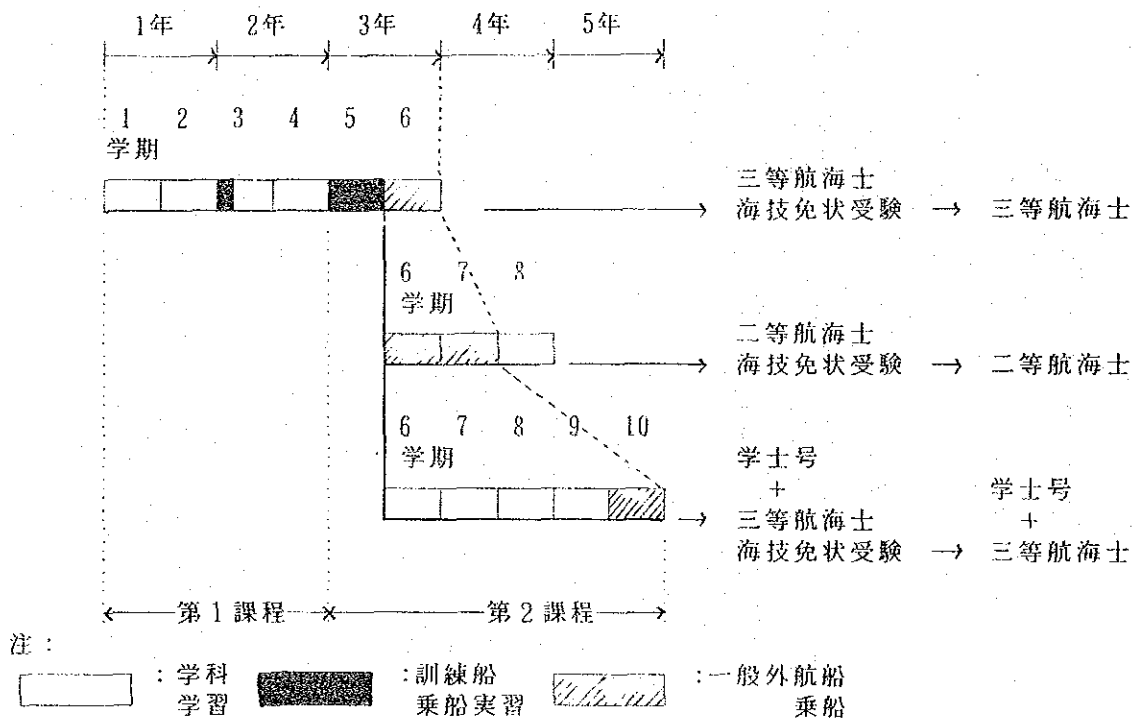 1年 2年 3年 4年 5年
1 2 3 4 5 6
学期
三等航海士
海技免状受験 → 三等航海士
6 7 8
学期
二等航海士
海技免状受験 → 二等航海士
6 7 8 9 10
学期
学士号
+
三等航海士
海技免状受験 →
学士号
+
三等航海士
第1課程 第2課程
注:
:学科
学習
:訓練船
乗船実習
:一般外航船
乗船